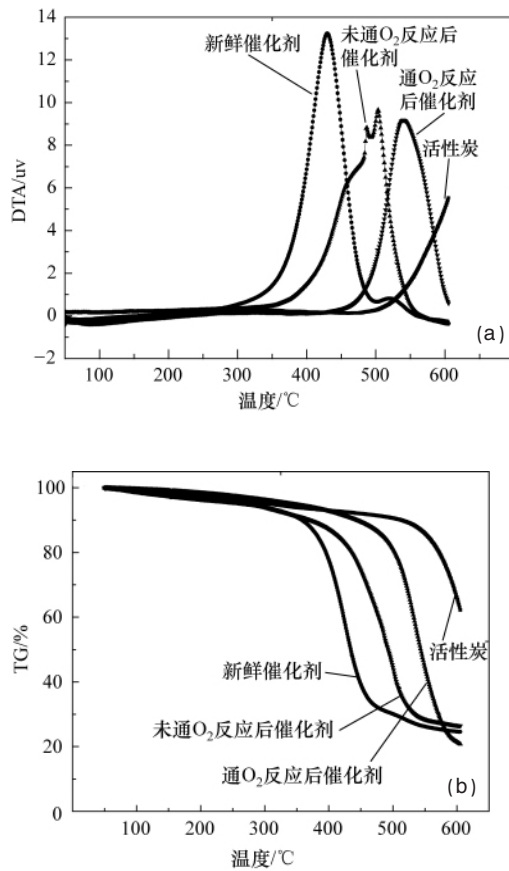 新鲜催化剂
未通O₂反应后
催化剂
通O₂反应
后催化剂
活性炭
DTA/uv
14
12
10
8
6
4
2
0
−2
100
200
300
400
500
600
(a)
温度/℃
TG/%
100
80
60
40
20
0
活性炭
新鲜催化剂
未通O₂反应后催化剂
通O₂反应后催化剂
(b)
100
200
300
400
500
600
温度/℃